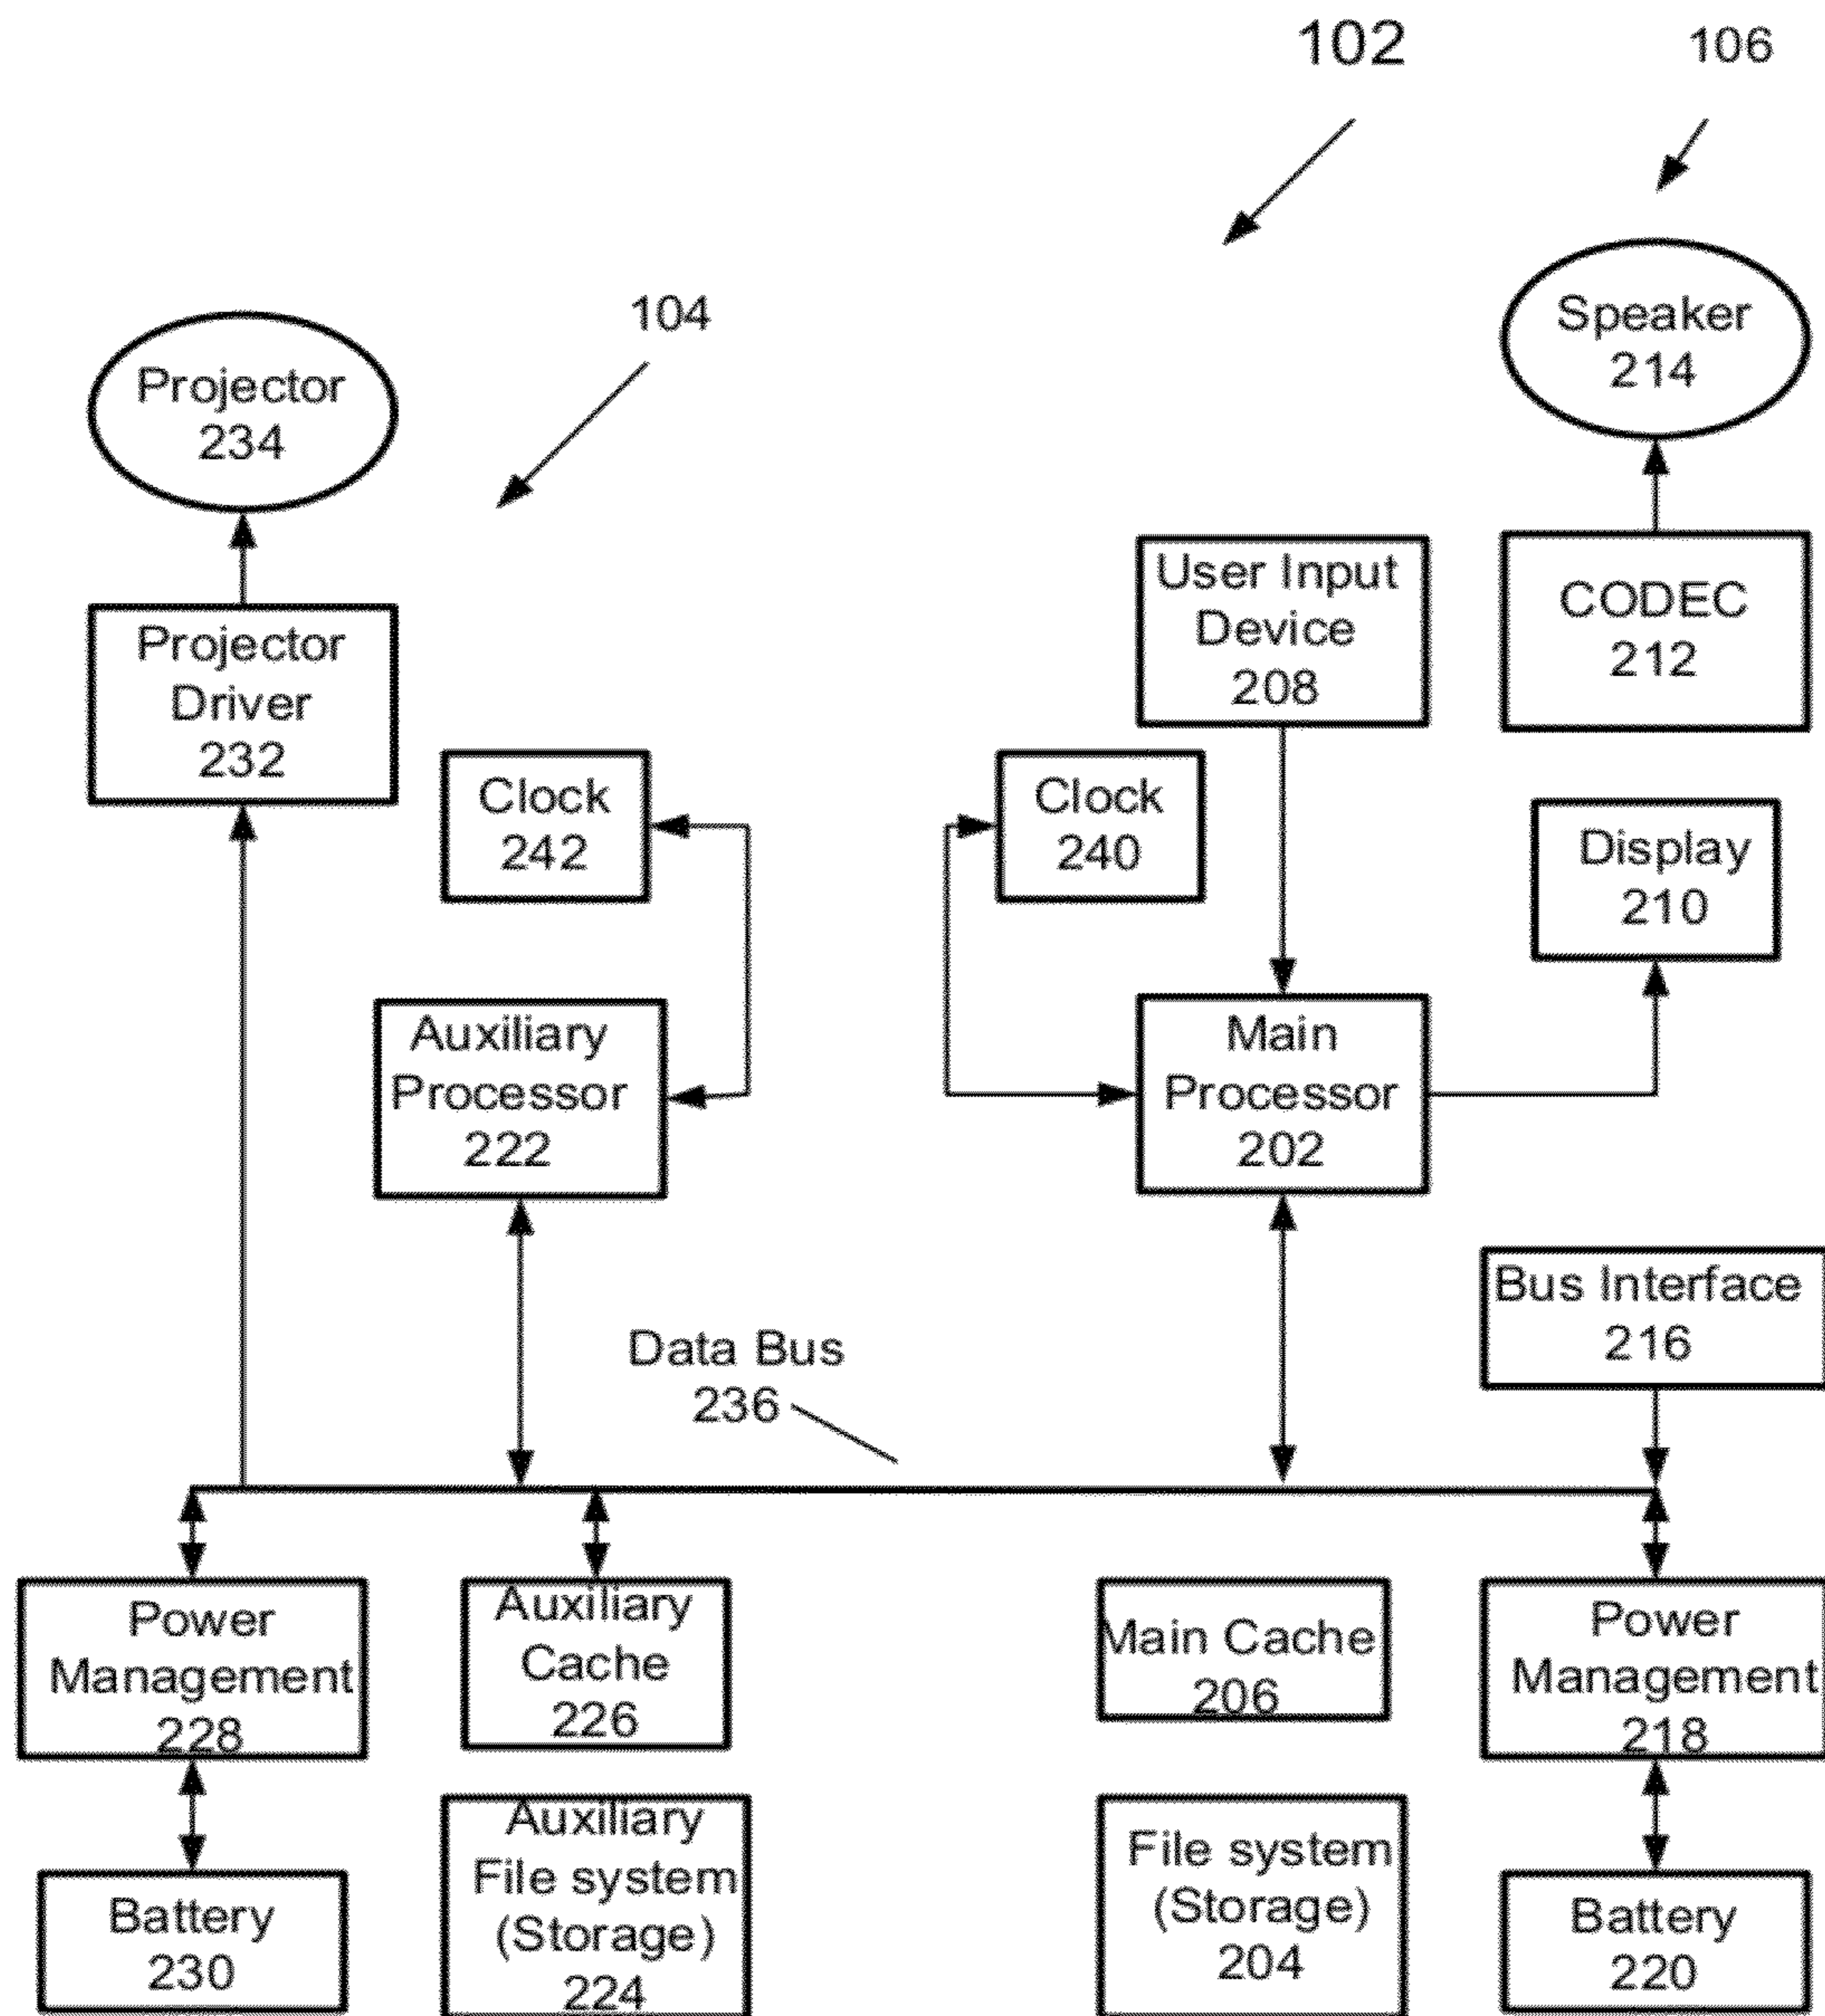 102
106
104
Speaker
214
Projector
234
User Input
Device
208
CODEC
212
Projector
Driver
232
Clock
242
Clock
240
Display
210
Auxiliary
Processor
222
Main
Processor
202
Bus Interface
216
Data Bus
236
Power
Management
228
Auxiliary
Cache
226
Main Cache
206
Power
Management
218
Battery
230
Auxiliary
File system
(Storage)
224
File system
(Storage)
204
Battery
220